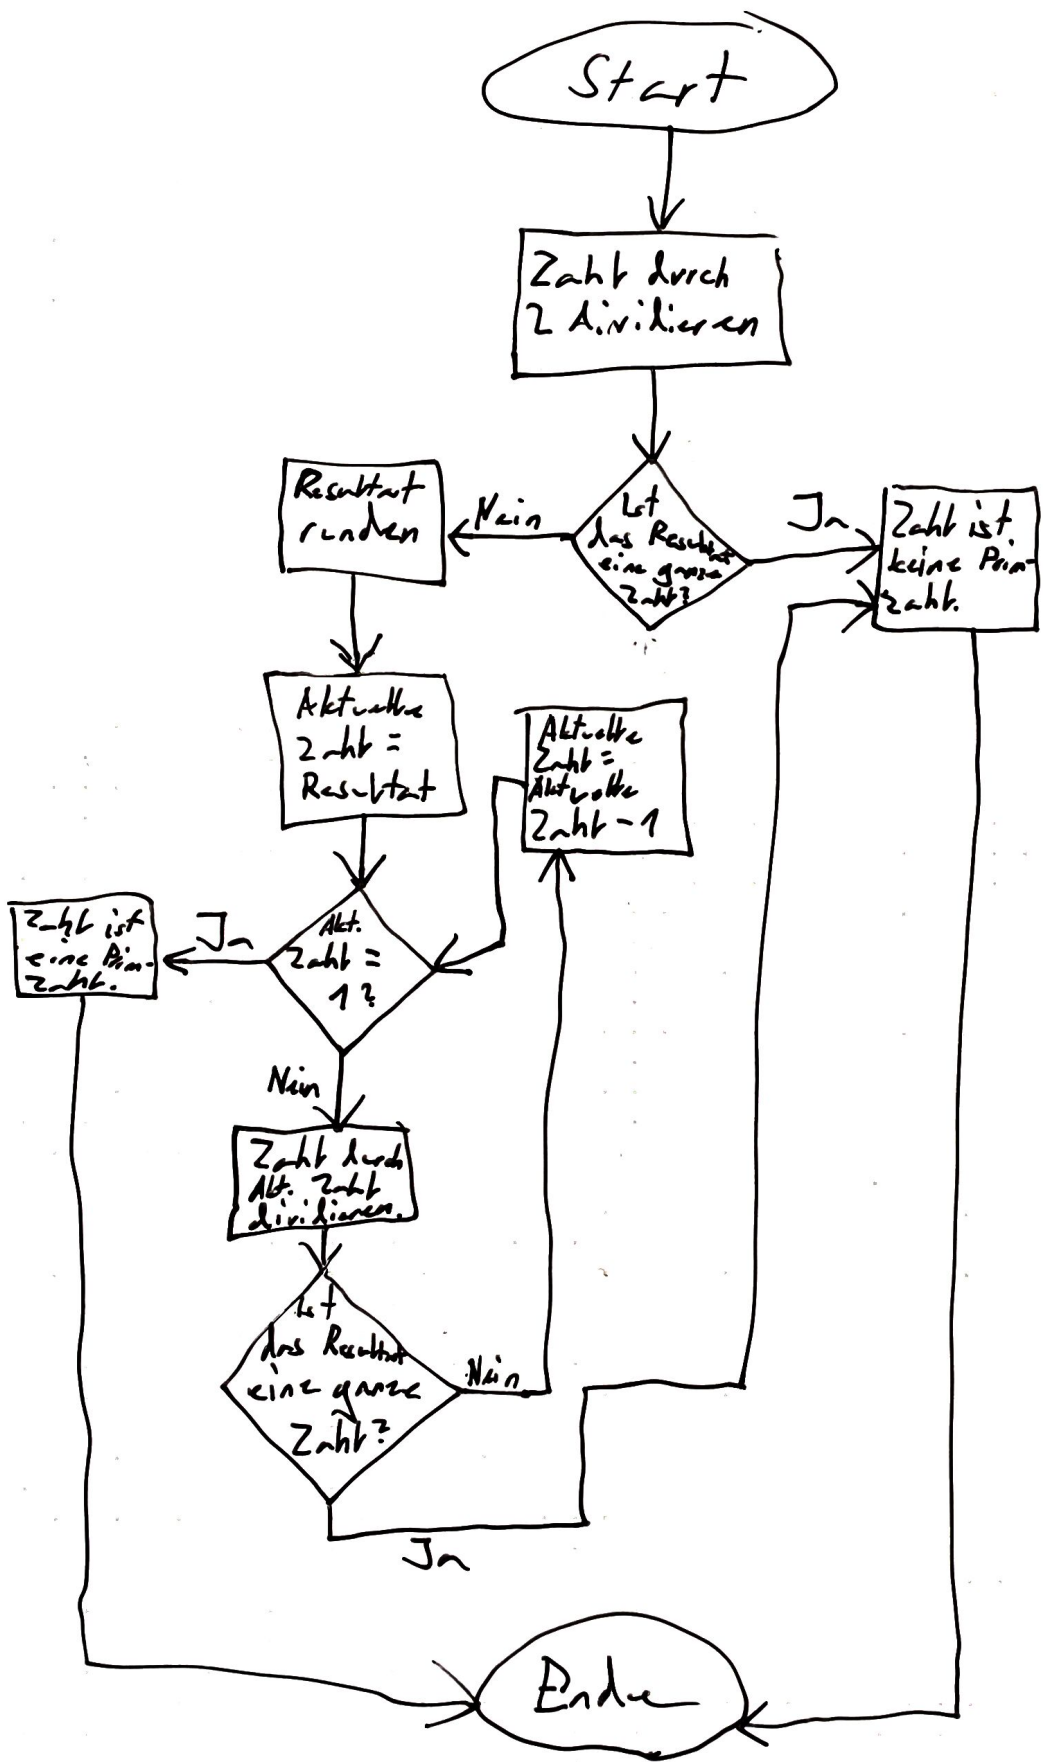 Start
Zahl durch
2 dividieren
Ist
das Resultat
eine ganze
Zahl?
Nein
Ja
Resultat
runden
Zahl ist
keine Prim-
zahl.
Aktuelle
Zahl =
Resultat
Aktuelle
Zahl =
Aktuelle
Zahl - 1
Akt.
Zahl =
1?
Ja
Zahl ist
eine Prim-
zahl.
Nein
Zahl durch
Akt. Zahl
dividieren.
Ist
das Resultat
eine ganze
Zahl?
Nein
Ja
Ende